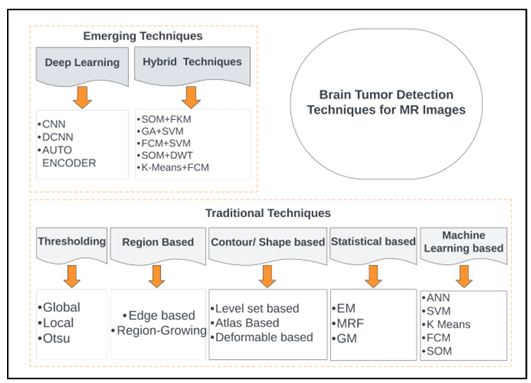 Emerging Techniques
Deep Learning
•CNN
•DCNN
•AUTO
ENCODER
Hybrid Techniques
•SOM+FKM
•GA+SVM
•FCM+SVM
•SOM+DWT
•K-Means+FCM
Brain Tumor Detection
Techniques for MR Images
Traditional Techniques
Thresholding
•Global
•Local
•Otsu
Region Based
•Edge based
•Region-Growing
Contour/ Shape based
•Level set based
•Atlas Based
•Deformable based
Statistical based
•EM
•MRF
•GM
Machine
Learning based
•ANN
•SVM
•K Means
•FCM
•SOM